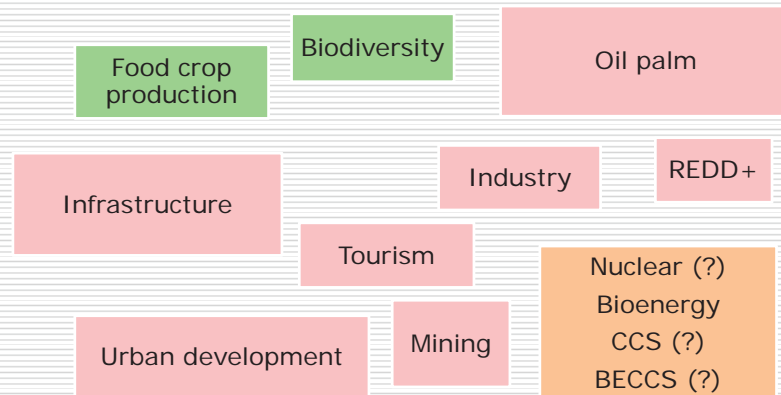 Food crop
production
Biodiversity
Oil palm
Infrastructure
Industry
REDD+
Tourism
Urban development
Mining
Nuclear (?)
Bioenergy
CCS (?)
BECCS (?)